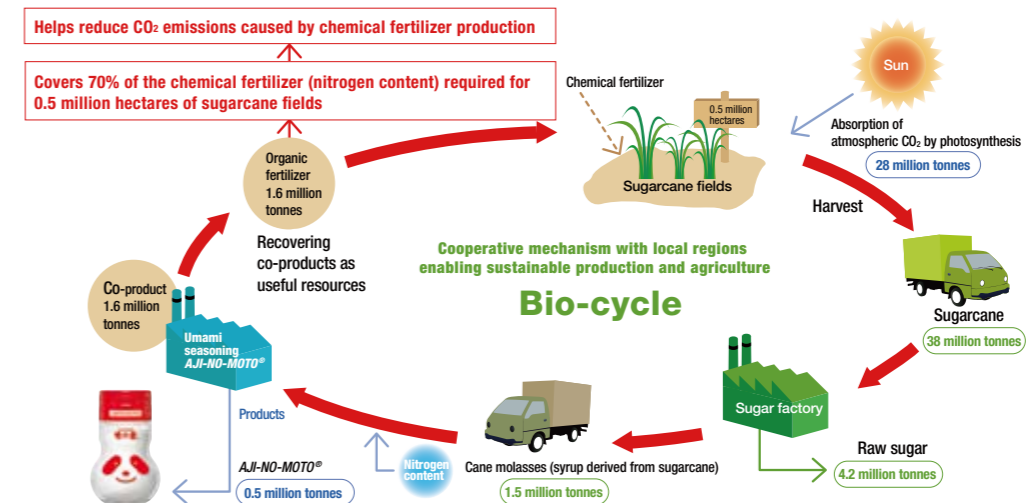 Helps reduce CO₂ emissions caused by chemical fertilizer production
Covers 70% of the chemical fertilizer (nitrogen content) required for
0.5 million hectares of sugarcane fields
Chemical fertilizer
0.5 million
hectares
Sugarcane fields
Sun
Absorption of
atmospheric CO₂ by photosynthesis
28 million tonnes
Harvest
Organic
fertilizer
1.6 million
tonnes
Recovering
co-products as
useful resources
Cooperative mechanism with local regions
enabling sustainable production and agriculture
Bio-cycle
Co-product
1.6 million
tonnes
Umami
seasoning
AJI-NO-MOTO®
Sugarcane
38 million tonnes
Sugar factory
Raw sugar
4.2 million tonnes
Cane molasses (syrup derived from sugarcane)
1.5 million tonnes
Nitrogen
content
Products
AJI-NO-MOTO®
0.5 million tonnes